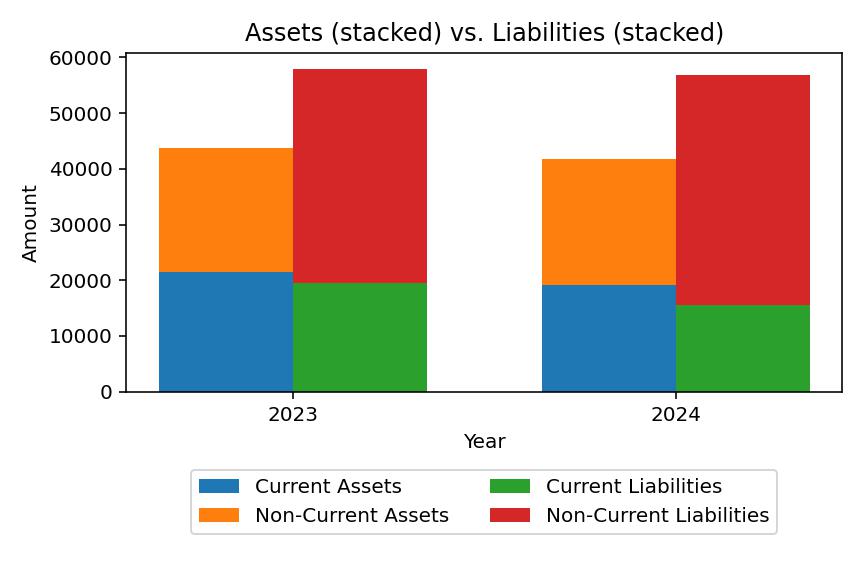 Assets (stacked) vs. Liabilities (stacked)
60000
50000
40000
30000
20000
10000
0
Amount
2023 2024
Year
Current Assets Current Liabilities
Non-Current Assets Non-Current Liabilities